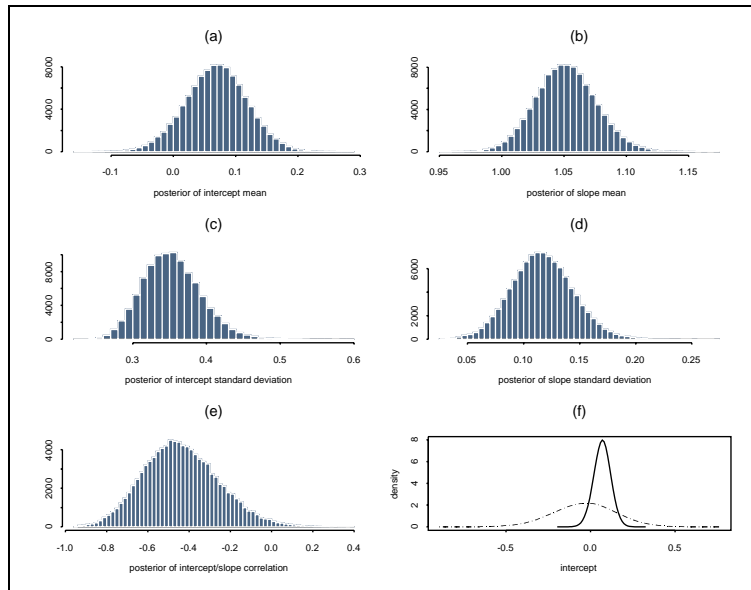 (a)
8000
4000
0
-0.1 0.0 0.1 0.2 0.3
posterior of intercept mean
(b)
8000
4000
0
0.95 1.00 1.05 1.10 1.15
posterior of slope mean
(c)
8000
4000
0
0.3 0.4 0.5 0.6
posterior of intercept standard deviation
(d)
6000
2000
0
0.05 0.10 0.15 0.20 0.25
posterior of slope standard deviation
(e)
4000
2000
0
-1.0 -0.8 -0.6 -0.4 -0.2 0.0 0.2 0.4
posterior of intercept/slope correlation
(f)
density
8
6
4
2
0
-0.5 0.0 0.5
intercept